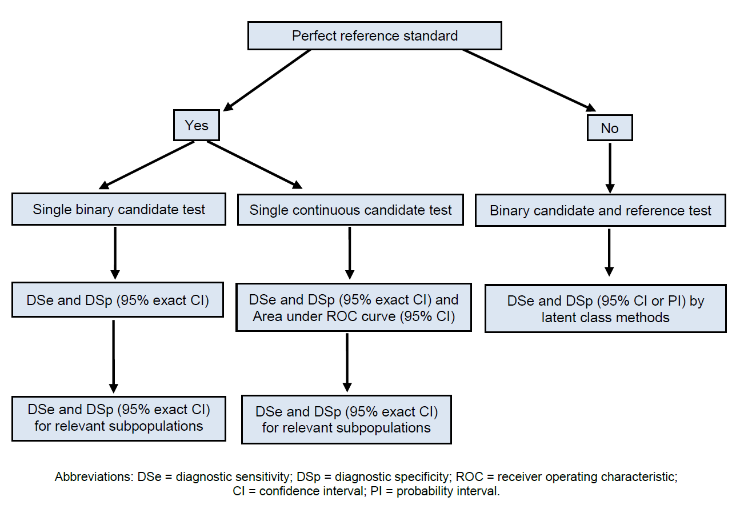 Perfect reference standard
Yes
No
Single binary candidate test
Single continuous candidate test
Binary candidate and reference test
DSe and DSp (95% exact CI)
DSe and DSp (95% exact CI) and
Area under ROC curve (95% CI)
DSe and DSp (95% CI or PI) by
latent class methods
DSe and DSp (95% exact CI)
for relevant subpopulations
DSe and DSp (95% exact CI)
for relevant subpopulations
Abbreviations: DSe = diagnostic sensitivity; DSp = diagnostic specificity; ROC = receiver operating characteristic;
CI = confidence interval; PI = probability interval.